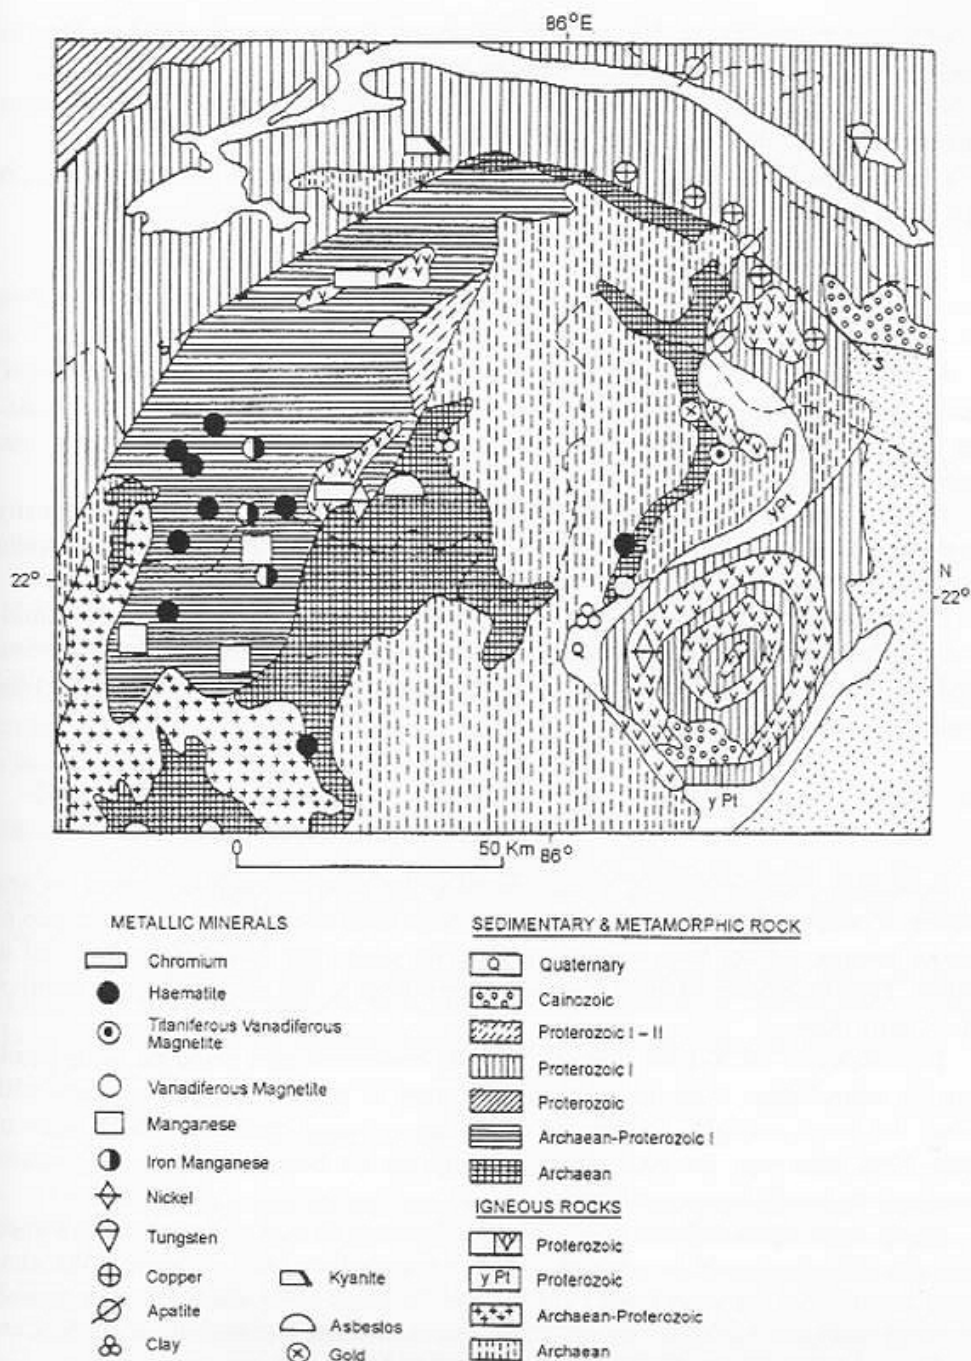 86°E
S
S
22°
N
22°
γPt
Q
y Pt
0
50 Km
86°
METALLIC MINERALS
Chromium
Haematite
Titaniferous Vanadiferous
Magnetite
Vanadiferous Magnetite
Manganese
Iron Manganese
Nickel
Tungsten
Copper
Apatite
Clay
Kyanite
Asbestos
Gold
SEDIMENTARY & METAMORPHIC ROCK
Q Quaternary
Cainozoic
Proterozoic I – II
Proterozoic I
Proterozoic
Archaean-Proterozoic I
Archaean
IGNEOUS ROCKS
Proterozoic
y Pt Proterozoic
Archaean-Proterozoic
Archaean